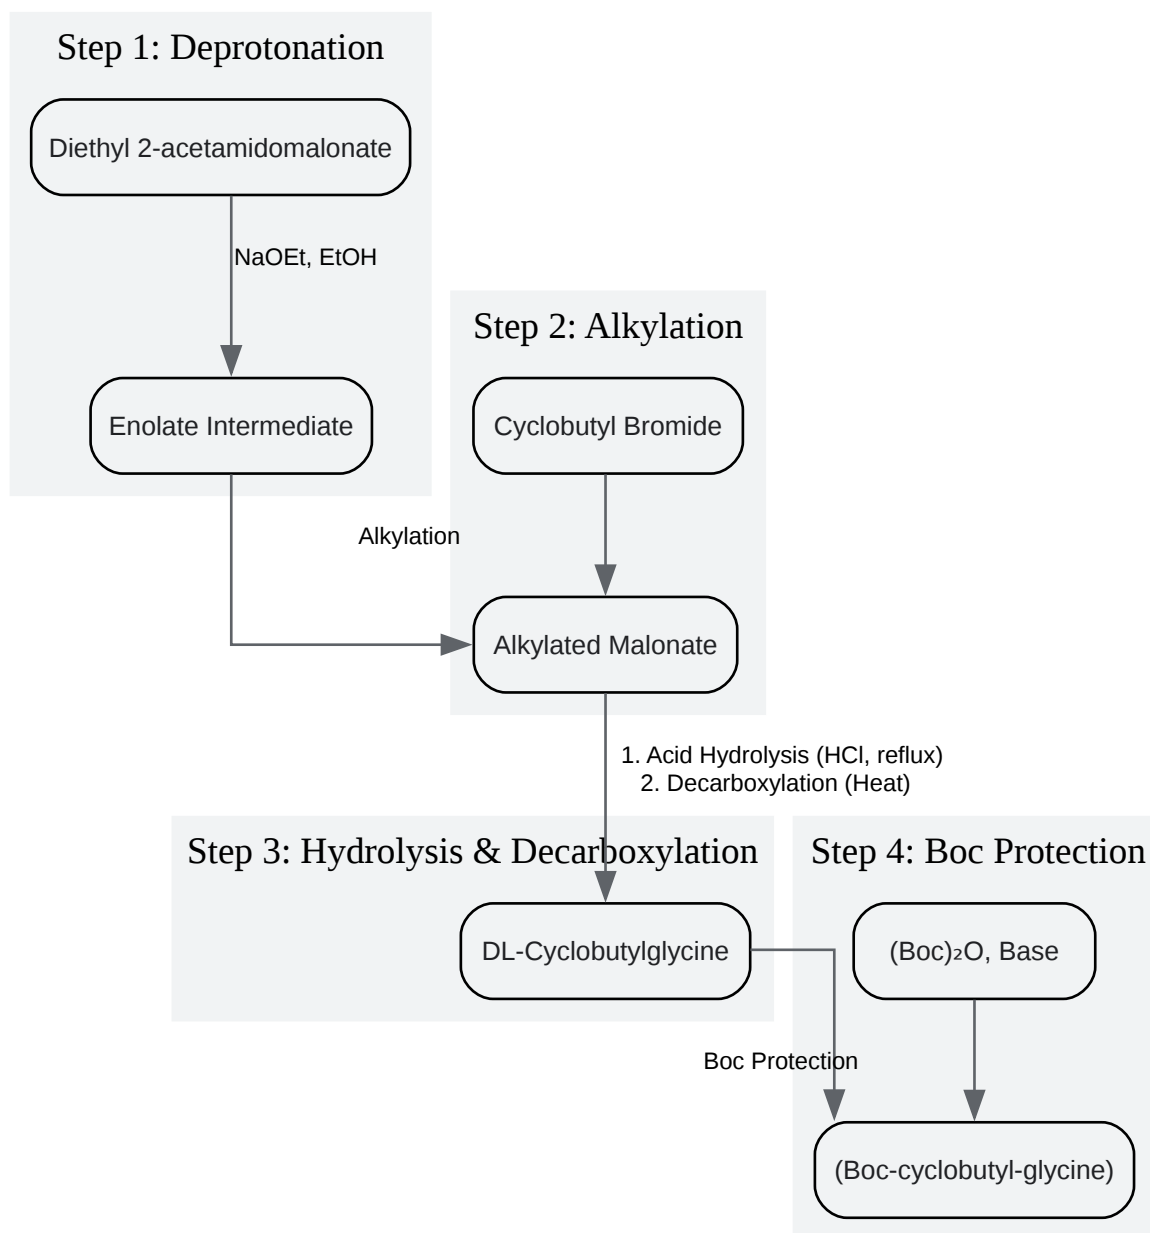 Step 1: Deprotonation
Diethyl 2-acetamidomalonate
NaOEt, EtOH
Enolate Intermediate
Step 2: Alkylation
Cyclobutyl Bromide
Alkylation
Alkylated Malonate
1. Acid Hydrolysis (HCl, reflux)
2. Decarboxylation (Heat)
Step 3: Hydrolysis & Decarboxylation
DL-Cyclobutylglycine
Step 4: Boc Protection
(Boc)₂O, Base
Boc Protection
(Boc-cyclobutyl-glycine)